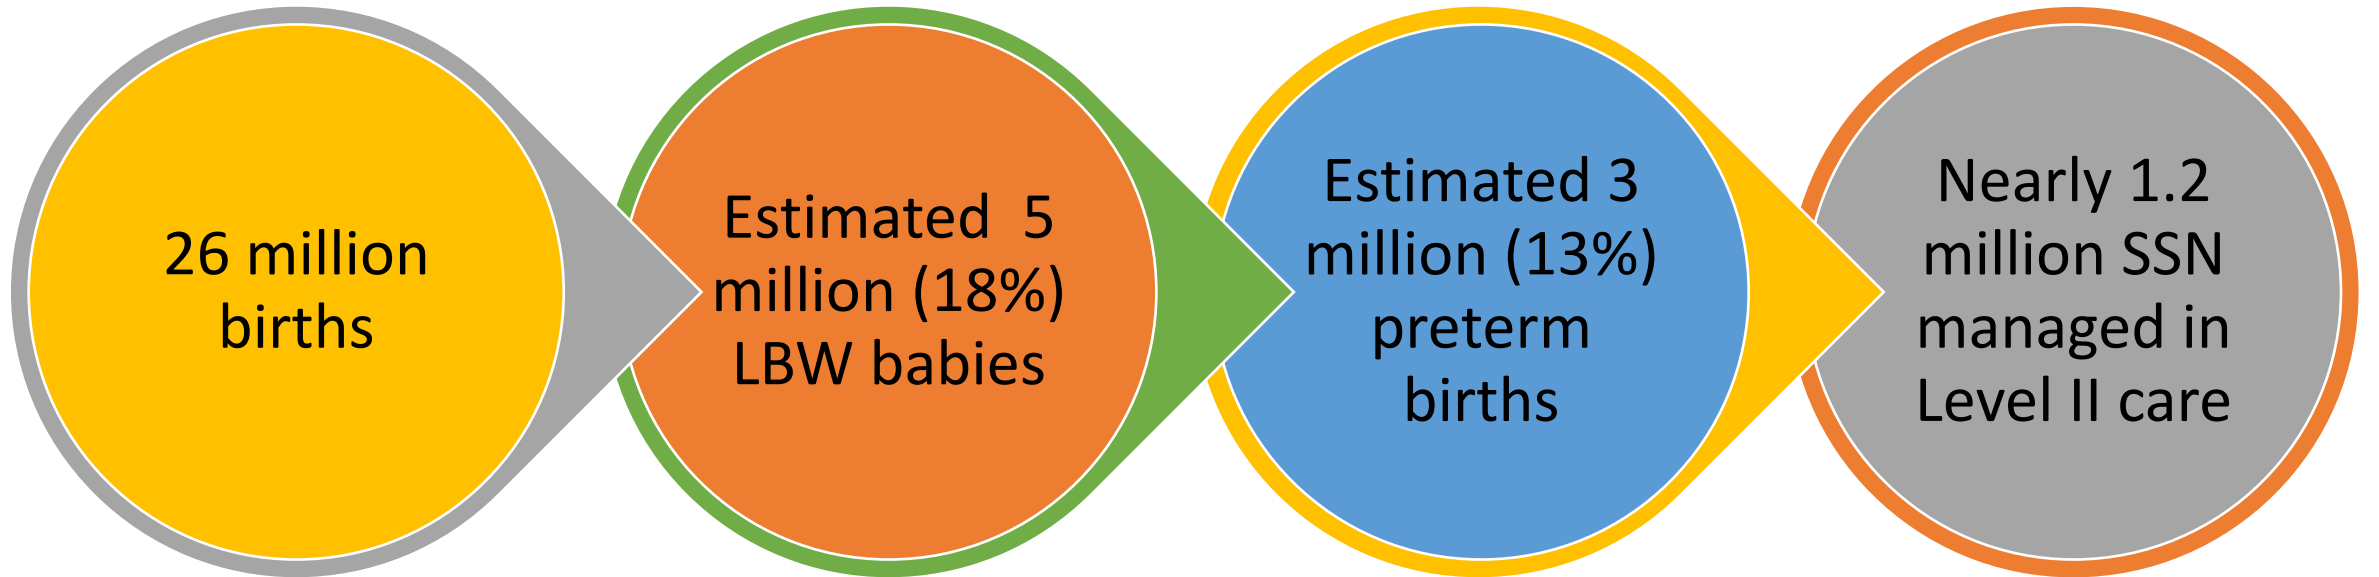 26 million
births
Estimated  5
million (18%)
LBW babies
Estimated 3
million (13%)
preterm
births
Nearly 1.2
million SSN
managed in
Level II care